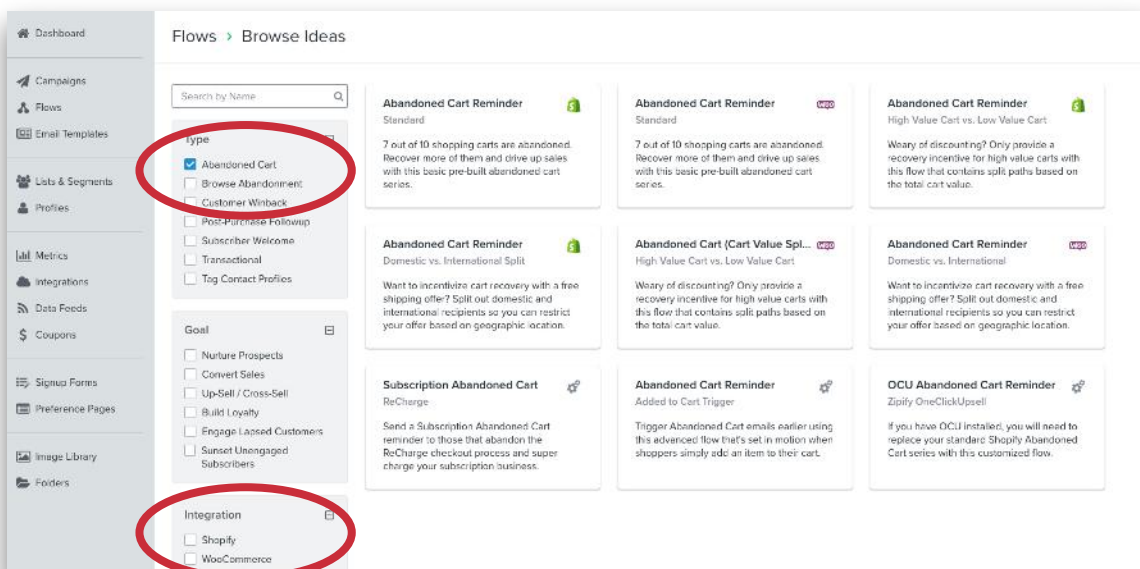 Dashboard
Campaigns
Flows
Email Templates
Lists & Segments
Profiles
Metrics
Integrations
Data Feeds
Coupons
Signup Forms
Preference Pages
Image Library
Folders
Flows > Browse Ideas
Search by Name
Type
Abandoned Cart
Browse Abandonment
Customer Winback
Post-Purchase Followup
Subscriber Welcome
Transactional
Tag Contact Profiles
Goal
Nurture Prospects
Convert Sales
Up-Sell / Cross-Sell
Build Loyalty
Engage Lapsed Customers
Sunset Unengaged
Subscribers
Integration
Shopify
WooCommerce
Abandoned Cart Reminder
Standard
7 out of 10 shopping carts are abandoned.
Recover more of them and drive up sales
with this basic pre-built abandoned cart
series.
Abandoned Cart Reminder
Woo
Standard
7 out of 10 shopping carts are abandoned.
Recover more of them and drive up sales
with this basic pre-built abandoned cart
series.
Abandoned Cart Reminder
High Value Cart vs. Low Value Cart
Weary of discounting? Only provide a
recovery incentive for high value carts with
this flow that contains split paths based on
the total cart value.
Abandoned Cart Reminder
Domestic vs. International Split
Want to incentivize cart recovery with a free
shipping offer? Split out domestic and
international recipients so you can restrict
your offer based on geographic location.
Abandoned Cart (Cart Value Spl...
Woo
High Value Cart vs. Low Value Cart
Weary of discounting? Only provide a
recovery incentive for high value carts with
this flow that contains split paths based on
the total cart value.
Abandoned Cart Reminder
Woo
Domestic vs. International
Want to incentivize cart recovery with a free
shipping offer? Split out domestic and
international recipients so you can restrict
your offer based on geographic location.
Subscription Abandoned Cart
ReCharge
Send a Subscription Abandoned Cart
reminder to those that abandon the
ReCharge checkout process and super
charge your subscription business.
Abandoned Cart Reminder
Added to Cart Trigger
Trigger Abandoned Cart emails earlier using
this advanced flow that's set in motion when
shoppers simply add an item to their cart.
OCU Abandoned Cart Reminder
Zipify OneClickUpsell
If you have OCU installed, you will need to
replace your standard Shopify Abandoned
Cart series with this customized flow.